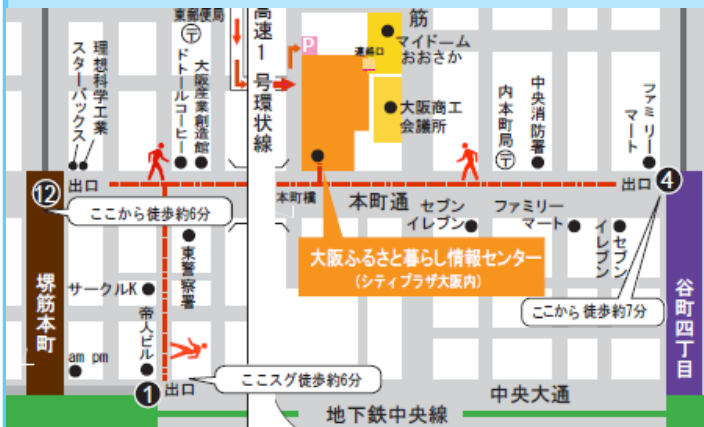 東郵便局
〒
高速1号環状線
P
連絡口
筋
マイドーム
おおさか
大阪商工
会議所
理想科学工業
スターバックス
ドトールコーヒー
大阪産業創造館
内本町局
〒
中央消防署
ファミリー
マート
⑫
出口
ここから徒歩約6分
本町橋
本町通
セブン
イレブン
ファミリー
マート
セブン
イレブン
出口
④
ここから徒歩約7分
大阪ふるさと暮らし情報センター
(シティプラザ大阪内)
堺筋本町
谷町四丁目
東警察署
サークルK
帝人ビル
am pm
①
出口
ここスグ徒歩約6分
中央大通
地下鉄中央線